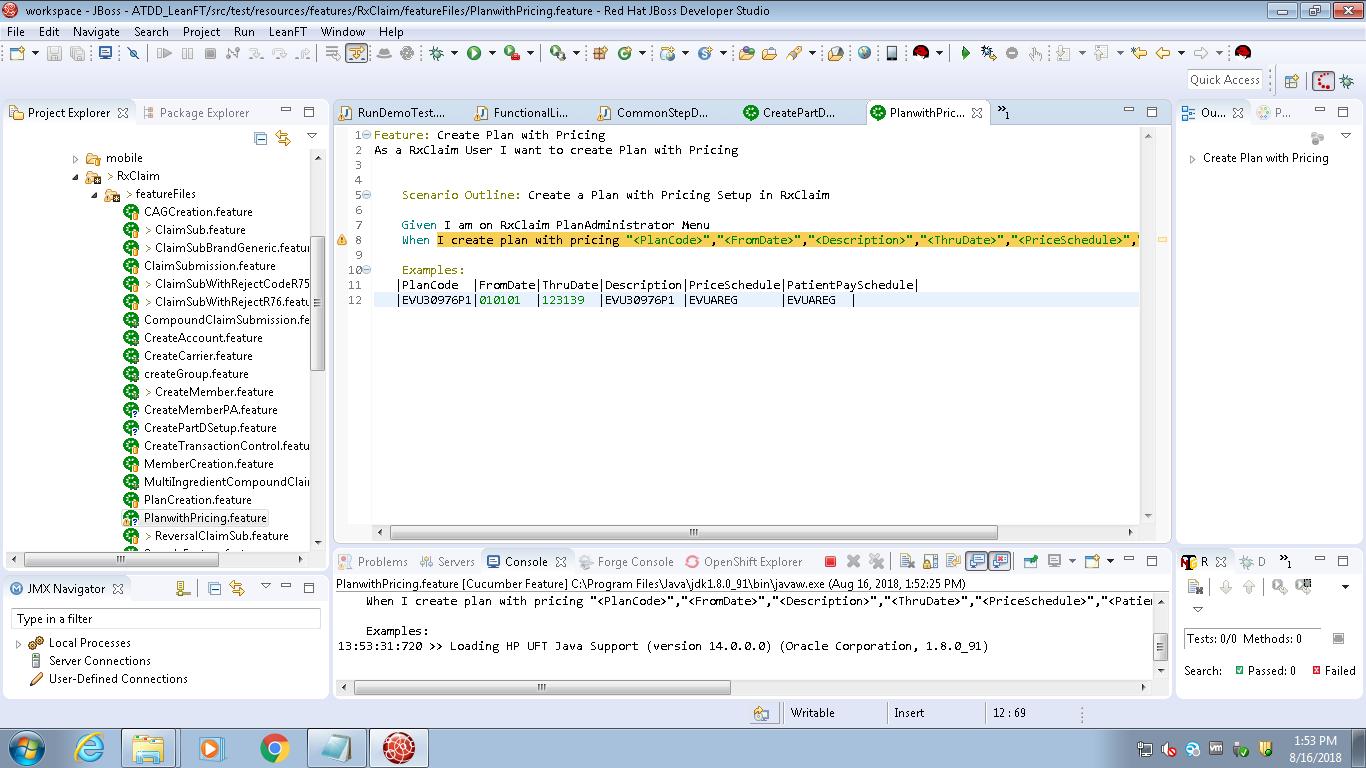 workspace - JBoss - ATDD_LeanFT/src/test/resources/features/RxClaim/featureFiles/PlanwithPricing.feature - Red Hat JBoss Developer Studio
File Edit Navigate Search Project Run LeanFT Window Help
Quick Access
Project Explorer Package Explorer
mobile
> RxClaim
> featureFiles
CAGCreation.feature
> ClaimSub.feature
> ClaimSubBrandGeneric.featur
ClaimSubmission.feature
> ClaimSubWithRejectCodeR75
> ClaimSubWithRejectR76.featu
CompoundClaimSubmission.fe
CreateAccount.feature
CreateCarrier.feature
createGroup.feature
> CreateMember.feature
CreateMemberPA.feature
CreatePartDSetup.feature
CreateTransactionControl.featu
MemberCreation.feature
MultiIngredientCompoundClai
PlanCreation.feature
PlanwithPricing.feature
> ReversalClaimSub.feature
RunDemoTest.... FunctionalLi... CommonStepD... CreatePartD... PlanwithPric... »1
1 Feature: Create Plan with Pricing
2 As a RxClaim User I want to create Plan with Pricing
3
4
5 Scenario Outline: Create a Plan with Pricing Setup in RxClaim
6
7 Given I am on RxClaim PlanAdministrator Menu
8 When I create plan with pricing "<PlanCode>","<FromDate>","<Description>","<ThruDate>","<PriceSchedule>","
9
10 Examples:
11 |PlanCode |FromDate|ThruDate|Description|PriceSchedule|PatientPaySchedule|
12 |EVU30976P1|010101 |123139 |EVU30976P1 |EVUAREG |EVUAREG |
Ou... P...
Create Plan with Pricing
JMX Navigator
Type in a filter
Local Processes
Server Connections
User-Defined Connections
Problems Servers Console Forge Console OpenShift Explorer
PlanwithPricing.feature [Cucumber Feature] C:\Program Files\Java\jdk1.8.0_91\bin\javaw.exe (Aug 16, 2018, 1:52:25 PM)
When I create plan with pricing "<PlanCode>","<FromDate>","<Description>","<ThruDate>","<PriceSchedule>","<Patien
Examples:
13:53:31:720 >> Loading HP UFT Java Support (version 14.0.0.0) (Oracle Corporation, 1.8.0_91)
R D »1
Tests: 0/0 Methods: 0
Search: Passed: 0 Failed
Writable Insert 12 : 69
1:53 PM
8/16/2018